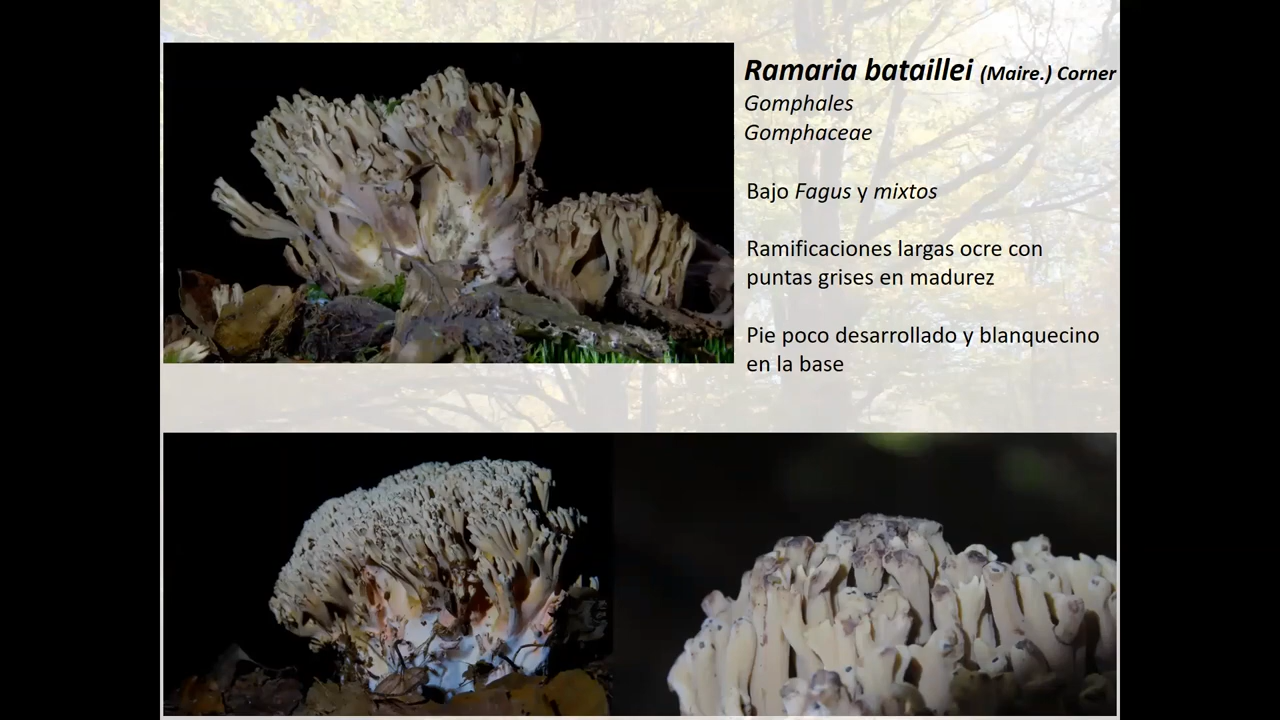 Ramaria bataillei (Maire.) Corner
Gomphales
Gomphaceae
Bajo Fagus y mixtos
Ramificaciones largas ocre con
puntas grises en madurez
Pie poco desarrollado y blanquecino
en la base